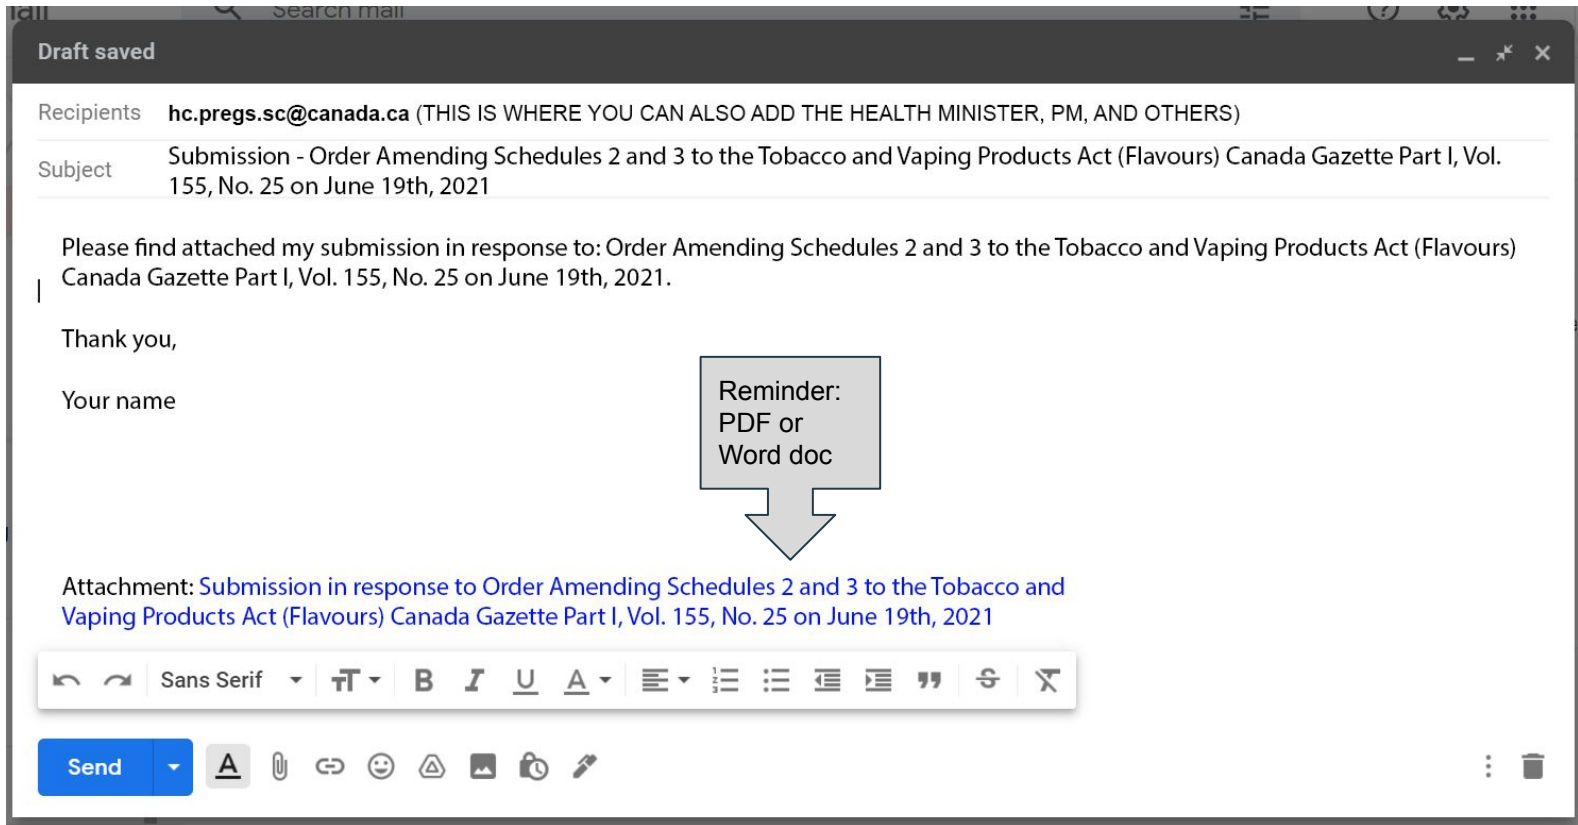 Search mail
Draft saved
Recipients hc.pregs.sc@canada.ca (THIS IS WHERE YOU CAN ALSO ADD THE HEALTH MINISTER, PM, AND OTHERS)
Subject Submission - Order Amending Schedules 2 and 3 to the Tobacco and Vaping Products Act (Flavours) Canada Gazette Part I, Vol.
155, No. 25 on June 19th, 2021
Please find attached my submission in response to: Order Amending Schedules 2 and 3 to the Tobacco and Vaping Products Act (Flavours)
Canada Gazette Part I, Vol. 155, No. 25 on June 19th, 2021.
Thank you,
Your name
Reminder:
PDF or
Word doc
Attachment: Submission in response to Order Amending Schedules 2 and 3 to the Tobacco and
Vaping Products Act (Flavours) Canada Gazette Part I, Vol. 155, No. 25 on June 19th, 2021
Sans Serif
Send